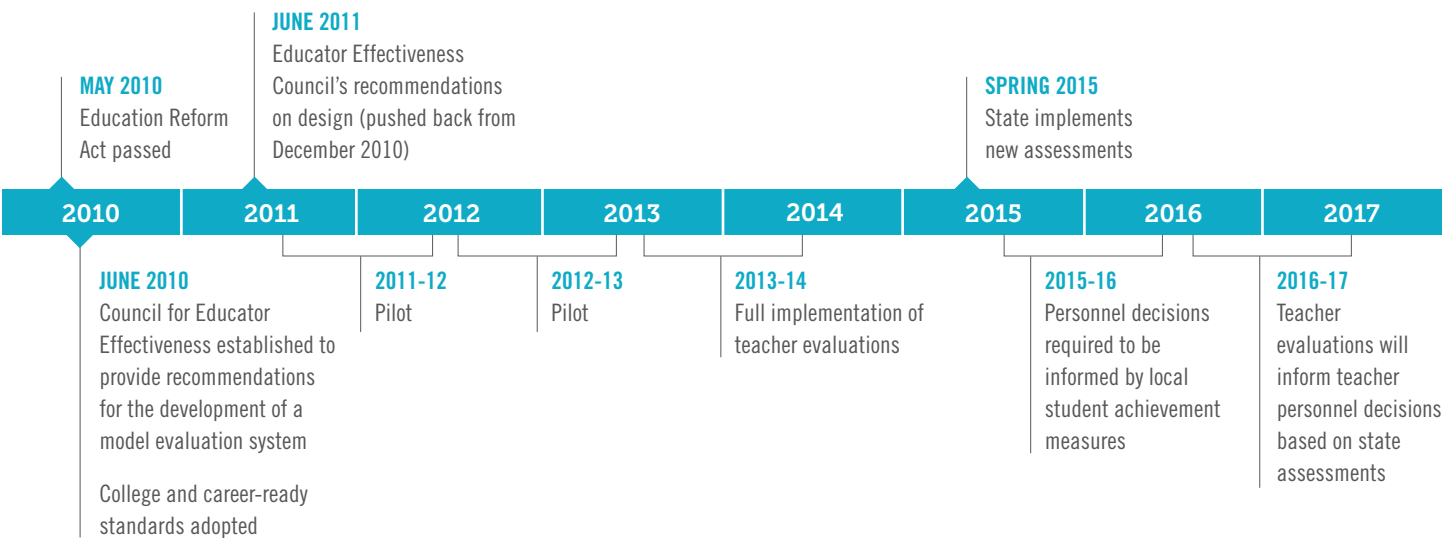 JUNE 2011
Educator Effectiveness
Council’s recommendations
on design (pushed back from
December 2010)
MAY 2010
Education Reform
Act passed
SPRING 2015
State implements
new assessments
2010
2011
2012
2013
2014
2015
2016
2017
JUNE 2010
Council for Educator
Effectiveness established to
provide recommendations
for the development of a
model evaluation system
College and career-ready
standards adopted
2011-12
Pilot
2012-13
Pilot
2013-14
Full implementation of
teacher evaluations
2015-16
Personnel decisions
required to be
informed by local
student achievement
measures
2016-17
Teacher
evaluations will
inform teacher
personnel decisions
based on state
assessments